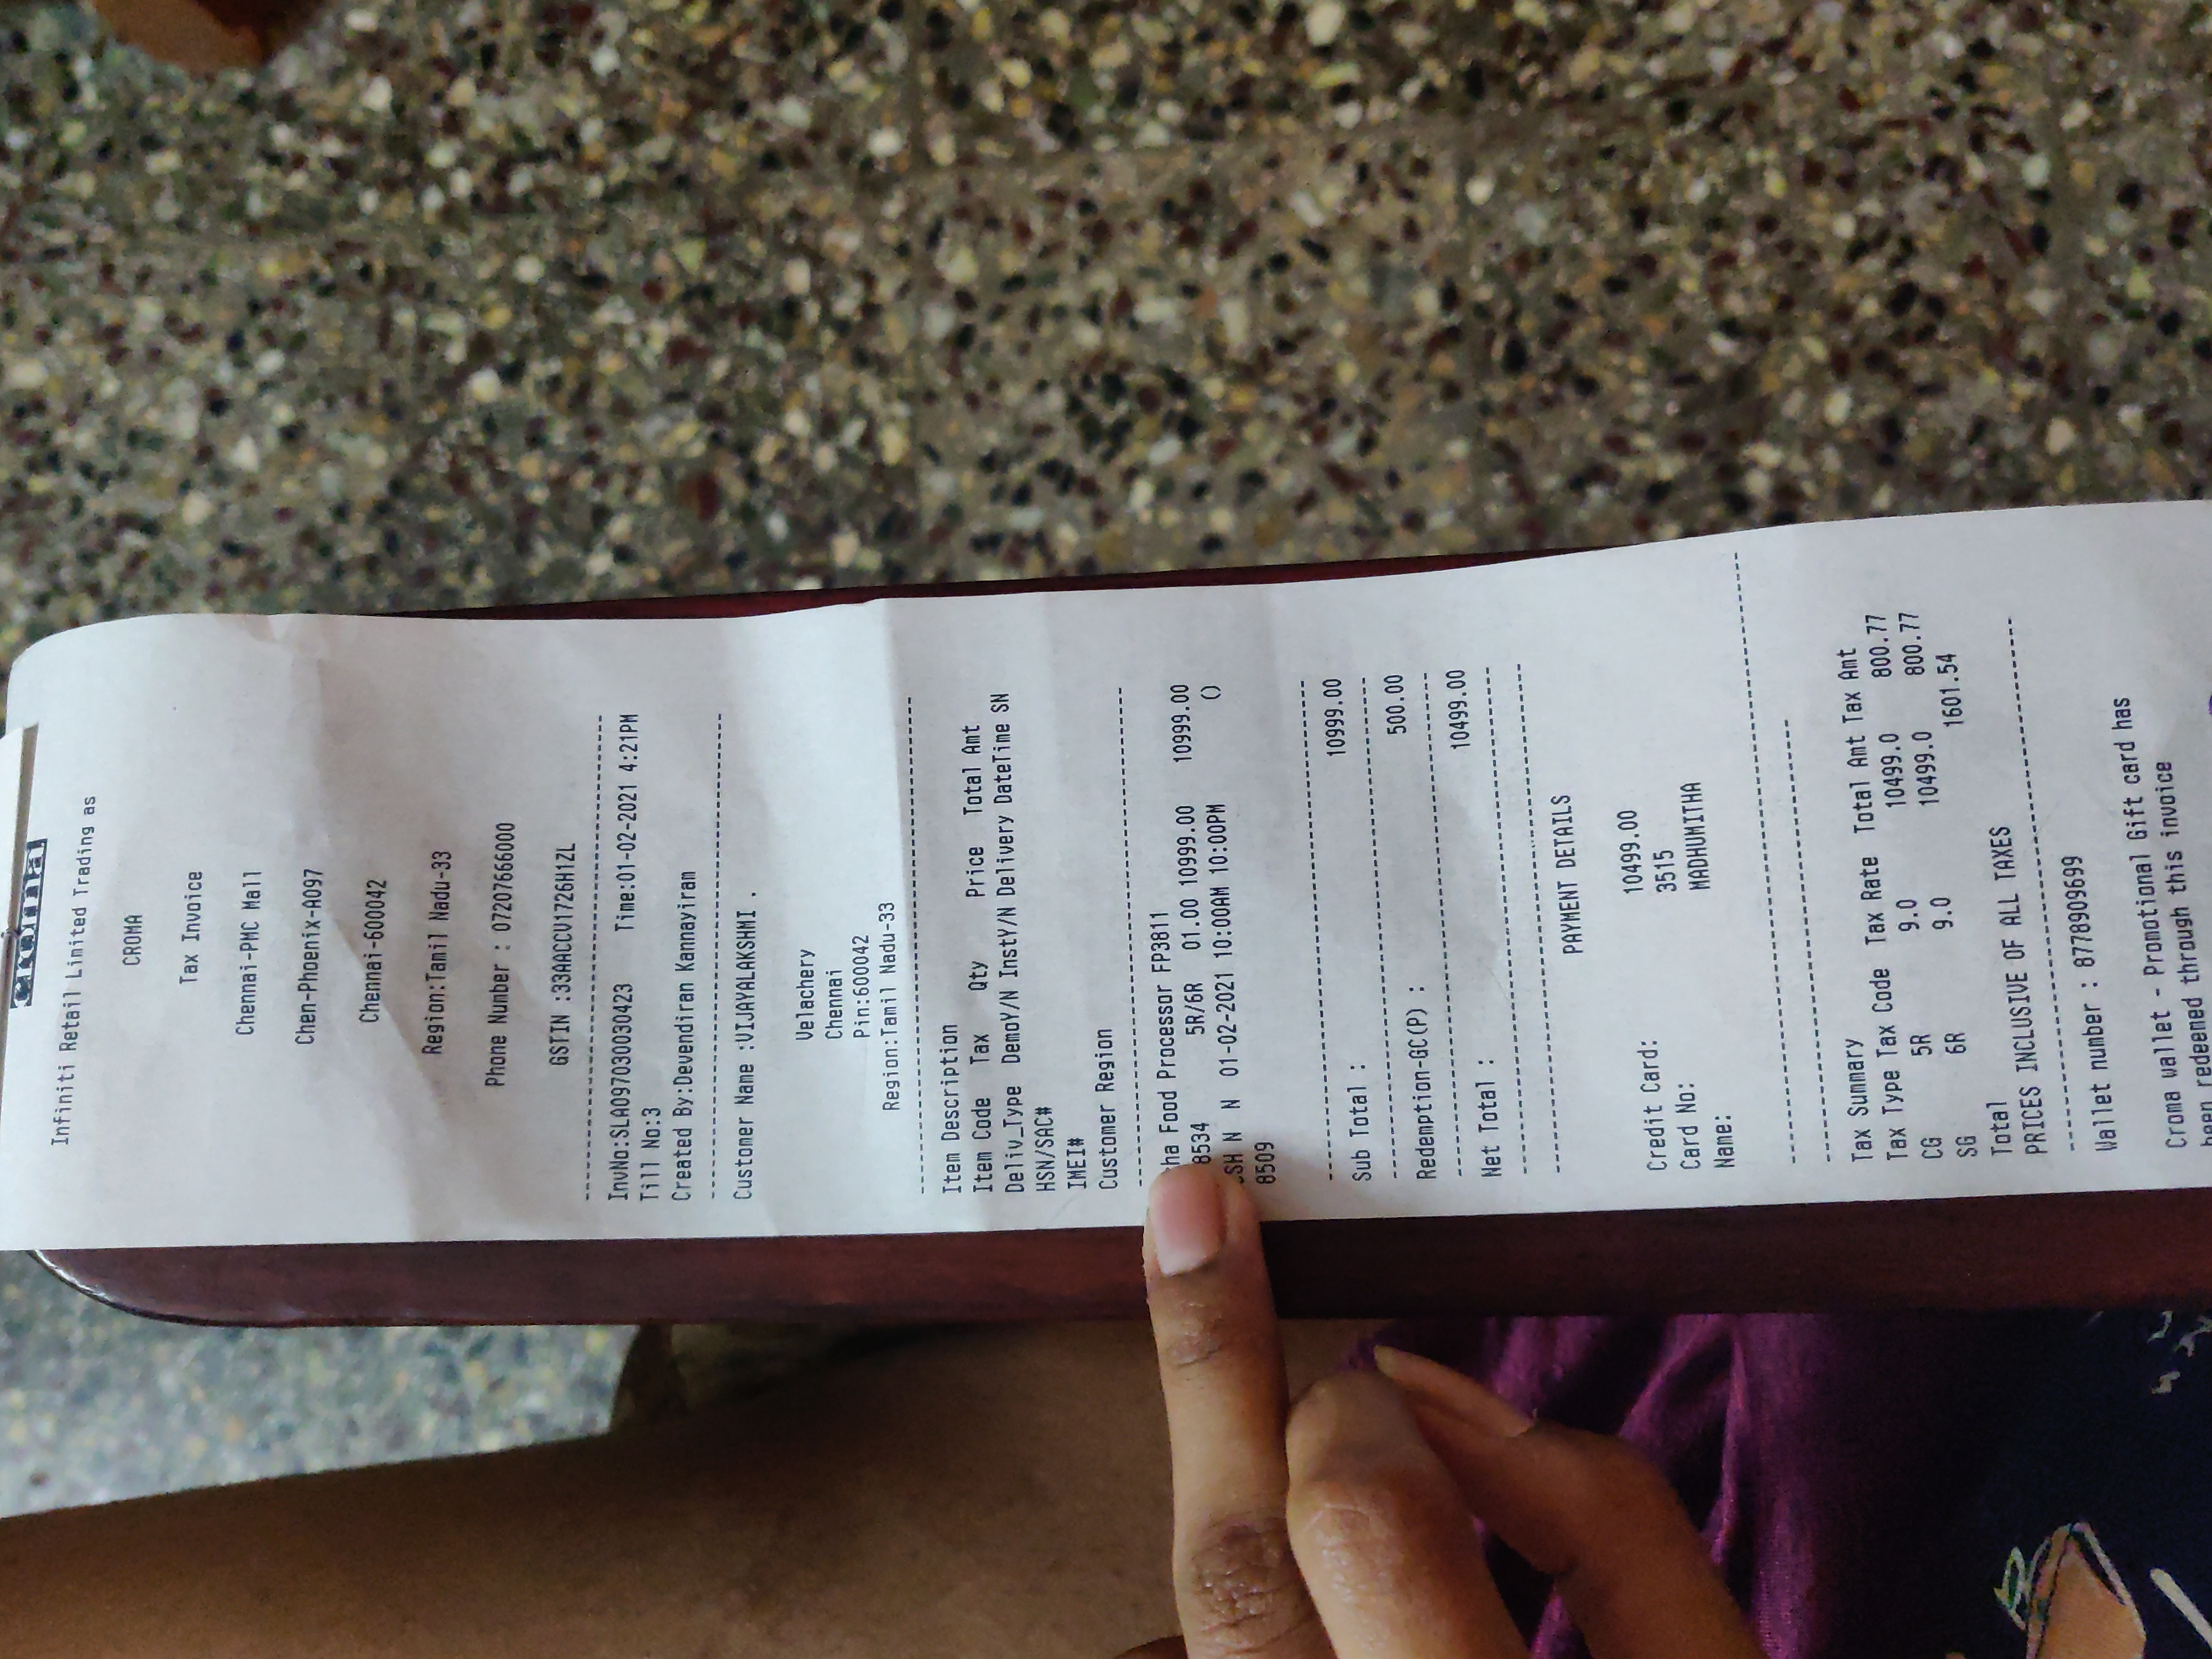 croma
Infiniti Retail Limited Trading as
CROMA
Tax Invoice
Chennai-PMC Mall
Chen-Phoenix-A097
Chennai-600042
Region:Tamil Nadu-33
Phone Number : 07207666000
GSTIN :33AACCV1726H1ZL
InvNo:SLA097030030423 Time:01-02-2021 4:21PM
Till No:3
Created By:Devendiran Kannayiram
Customer Name :VIJAYALAKSHMI .
Velachery
Chennai
Pin:600042
Region:Tamil Nadu-33
Item Description
Item Code Tax Qty Price Total Amt
Deliv_Type DemoY/N InstY/N Delivery DateTime SN
HSN/SAC#
IMEI#
Customer Region
Food Processor FP3811
5R/6R 01.00 10999.00 10999.00
N N 01-02-2021 10:00AM 10:00PM ()
8509
Sub Total : 10999.00
Redemption-GC(P) : 500.00
Net Total : 10499.00
PAYMENT DETAILS
Credit Card: 10499.00
Card No: 3515
Name: MADHUMITHA
Tax Summary
Tax Type Tax Code Tax Rate Total Amt Tax Amt
CG 5R 9.0 10499.0 800.77
SG 6R 9.0 10499.0 800.77
Total 1601.54
PRICES INCLUSIVE OF ALL TAXES
Wallet number : 8778909699
Croma wallet - Promotional Gift card has
been redeemed through this invoice